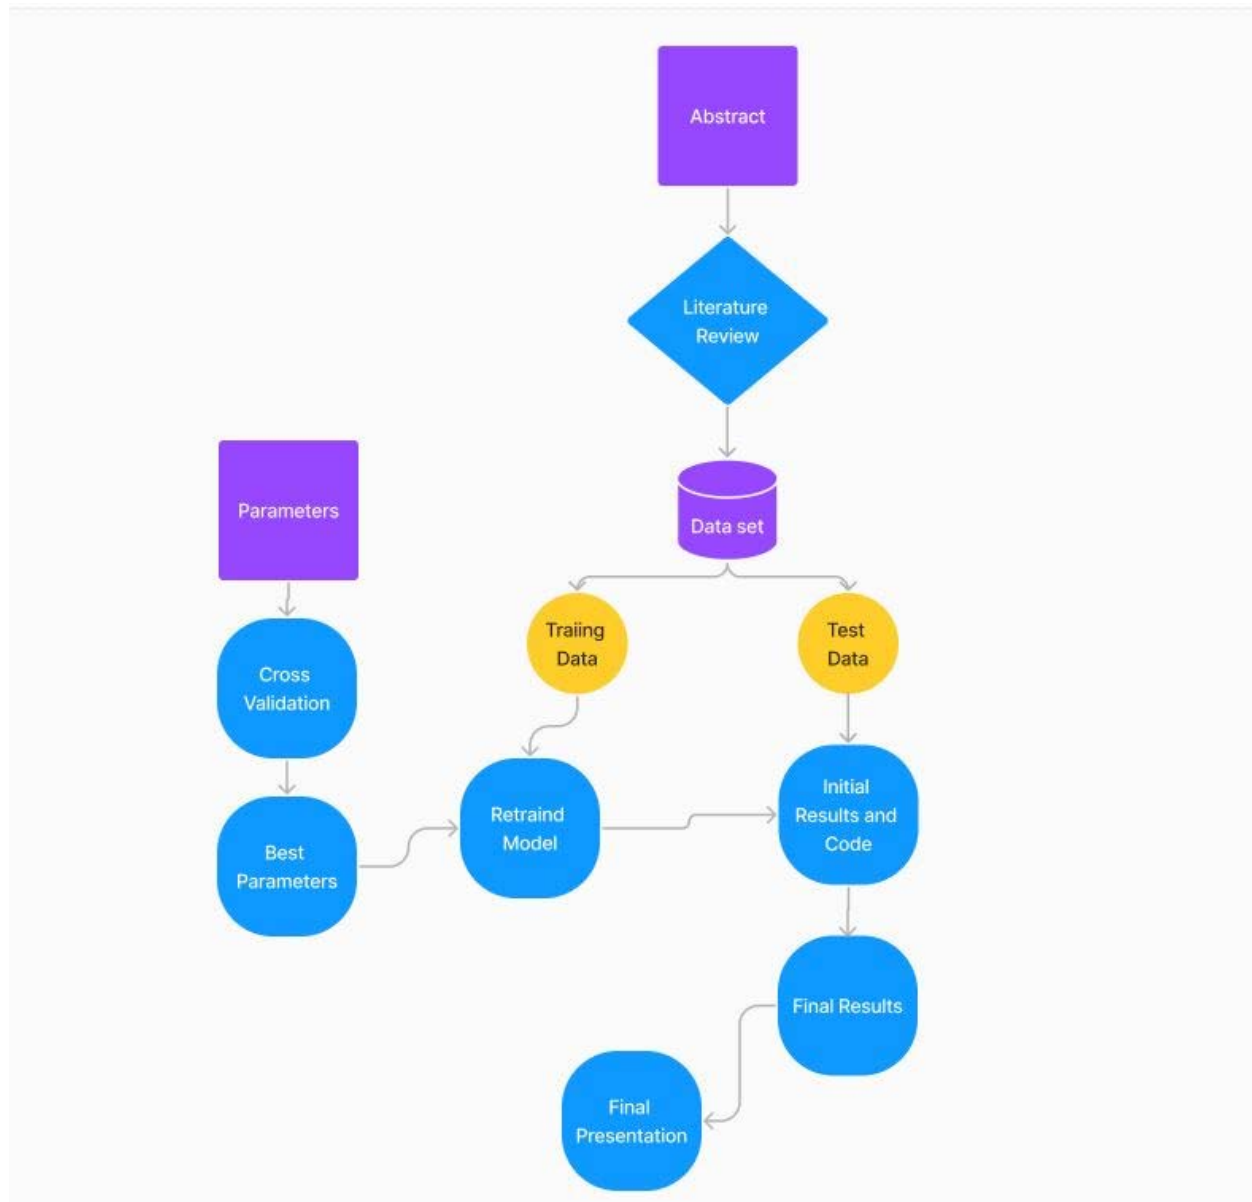 Abstract
Literature
Review
Data set
Parameters
Traiing
Data
Test
Data
Cross
Validation
Initial
Results and
Code
Retraind
Model
Best
Parameters
Final Results
Final
Presentation